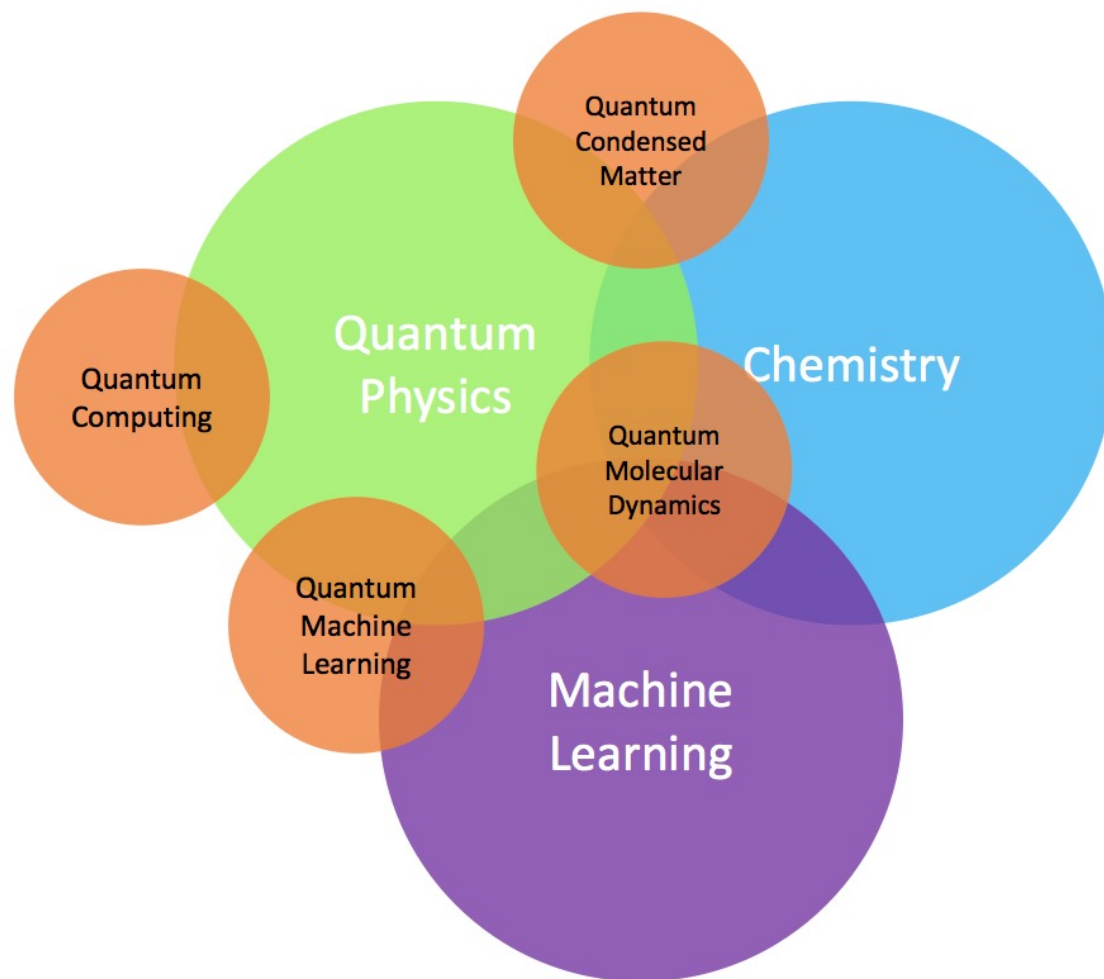 Quantum
Condensed
Matter
Quantum
Physics
Chemistry
Quantum
Computing
Quantum
Molecular
Dynamics
Quantum
Machine
Learning
Machine
Learning